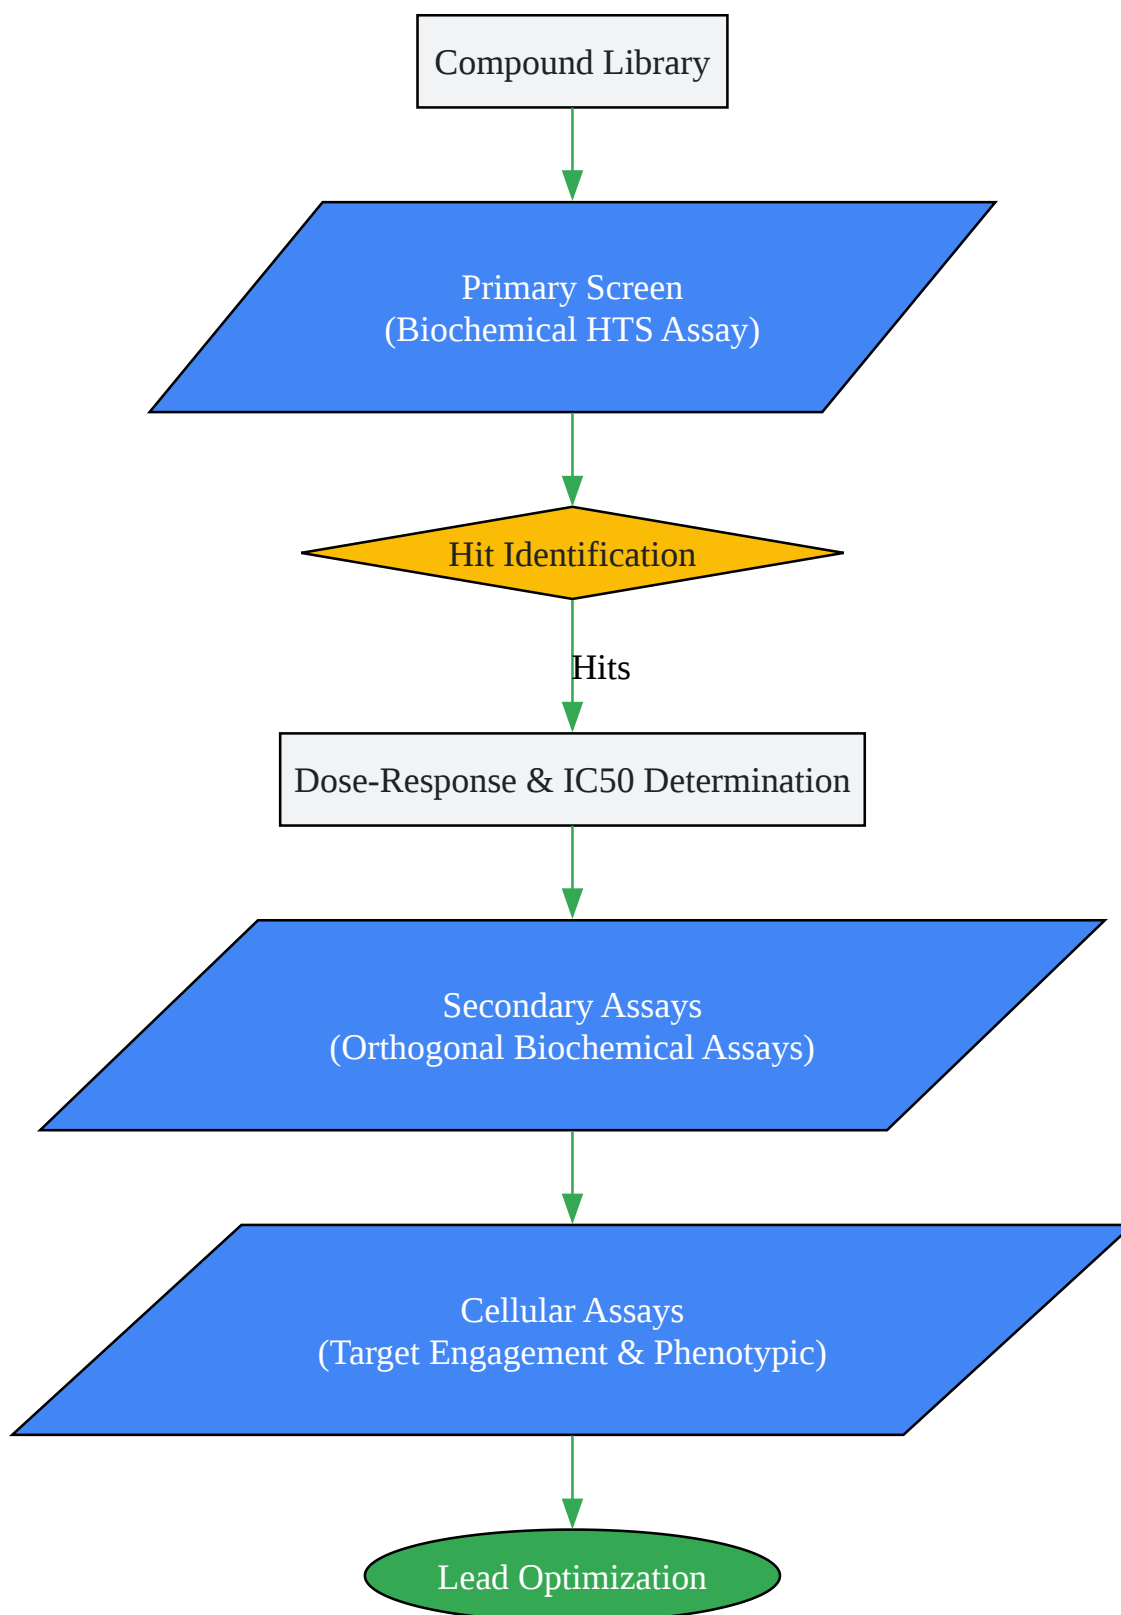 Compound Library
Primary Screen
(Biochemical HTS Assay)
Hit Identification
Hits
Dose-Response & IC50 Determination
Secondary Assays
(Orthogonal Biochemical Assays)
Cellular Assays
(Target Engagement & Phenotypic)
Lead Optimization